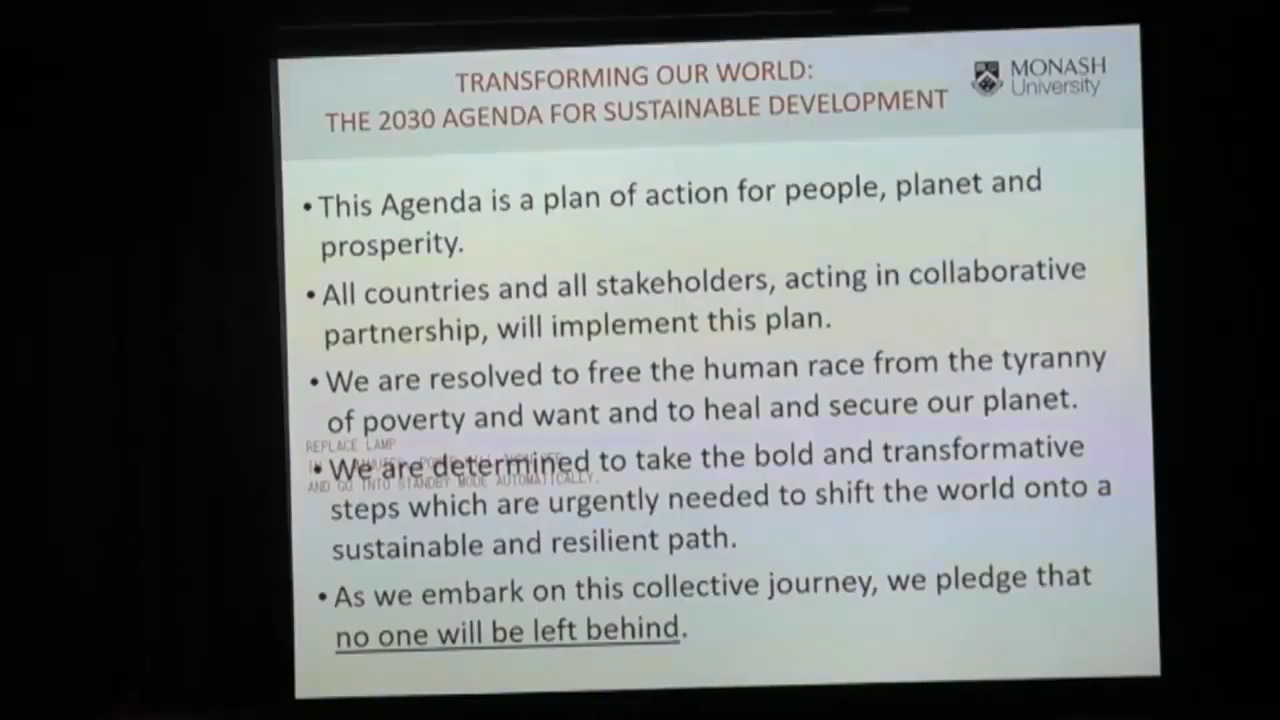 TRANSFORMING OUR WORLD:
THE 2030 AGENDA FOR SUSTAINABLE DEVELOPMENT
MONASH
University
• This Agenda is a plan of action for people, planet and
prosperity.
• All countries and all stakeholders, acting in collaborative
partnership, will implement this plan.
• We are resolved to free the human race from the tyranny
of poverty and want and to heal and secure our planet.
REPLACE LAMP
• We are determined to take the bold and transformative
AND GO INTO STANDBY MODE AUTOMATICALLY.
steps which are urgently needed to shift the world onto a
sustainable and resilient path.
• As we embark on this collective journey, we pledge that
no one will be left behind.